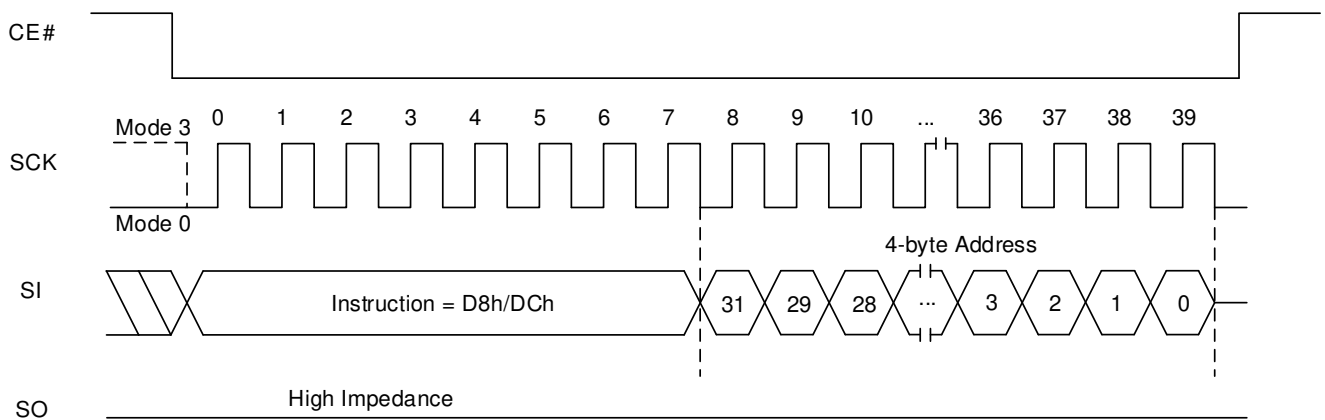 CE#
0 1 2 3 4 5 6 7 8 9 10 ... 36 37 38 39
Mode 3
SCK
Mode 0
4-byte Address
SI
Instruction = D8h/DCh 31 29 28 ... 3 2 1 0
High Impedance
SO